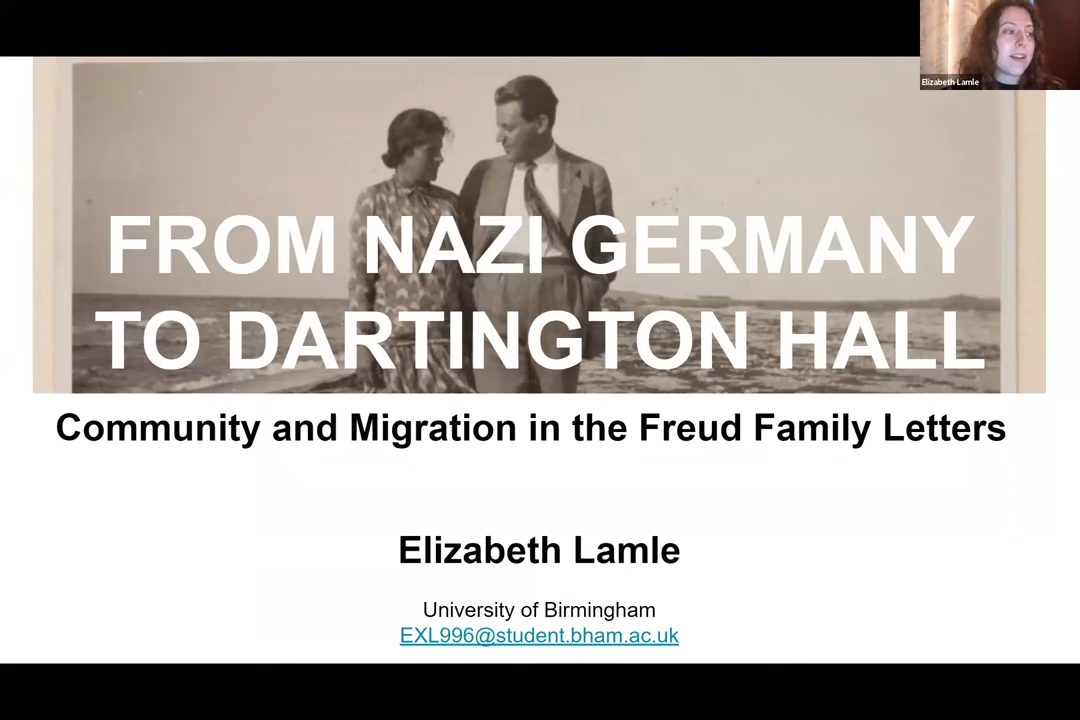 Elizabeth Lamle
FROM NAZI GERMANY
TO DARTINGTON HALL
Community and Migration in the Freud Family Letters
Elizabeth Lamle
University of Birmingham
EXL996@student.bham.ac.uk